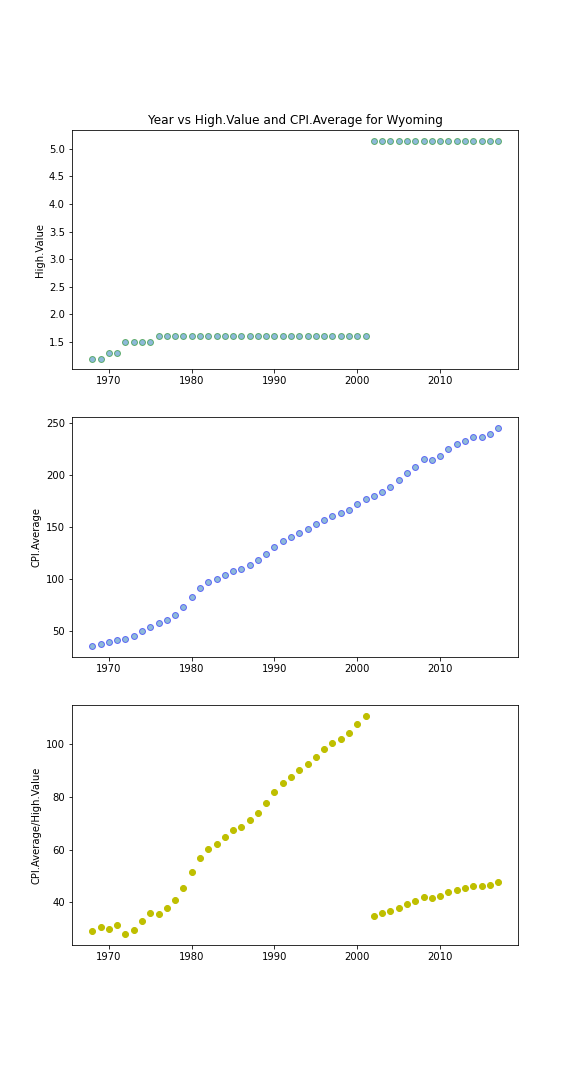 Year vs High.Value and CPI.Average for Wyoming
High.Value
5.0
4.5
4.0
3.5
3.0
2.5
2.0
1.5
1970 1980 1990 2000 2010
CPI.Average
250
200
150
100
50
1970 1980 1990 2000 2010
CPI.Average/High.Value
100
80
60
40
1970 1980 1990 2000 2010